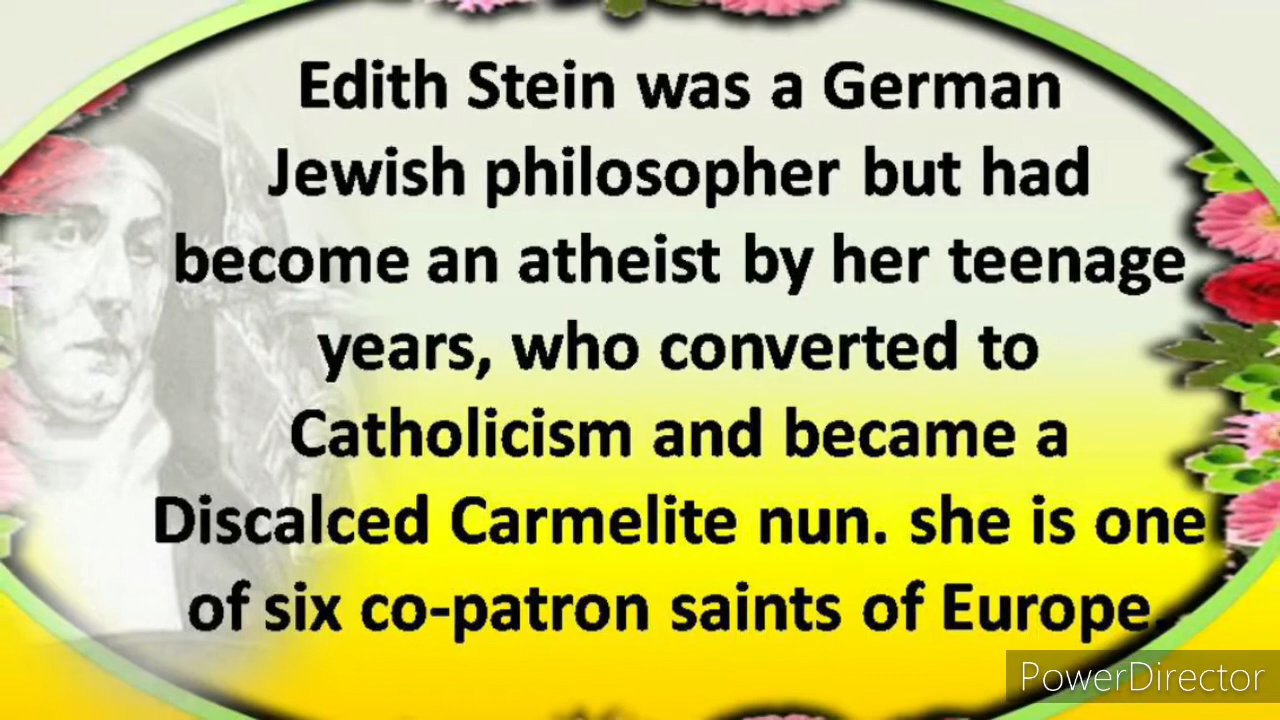 Edith Stein was a German
Jewish philosopher but had
become an atheist by her teenage
years, who converted to
Catholicism and became a
Discalced Carmelite nun. she is one
of six co-patron saints of Europe.
PowerDirector